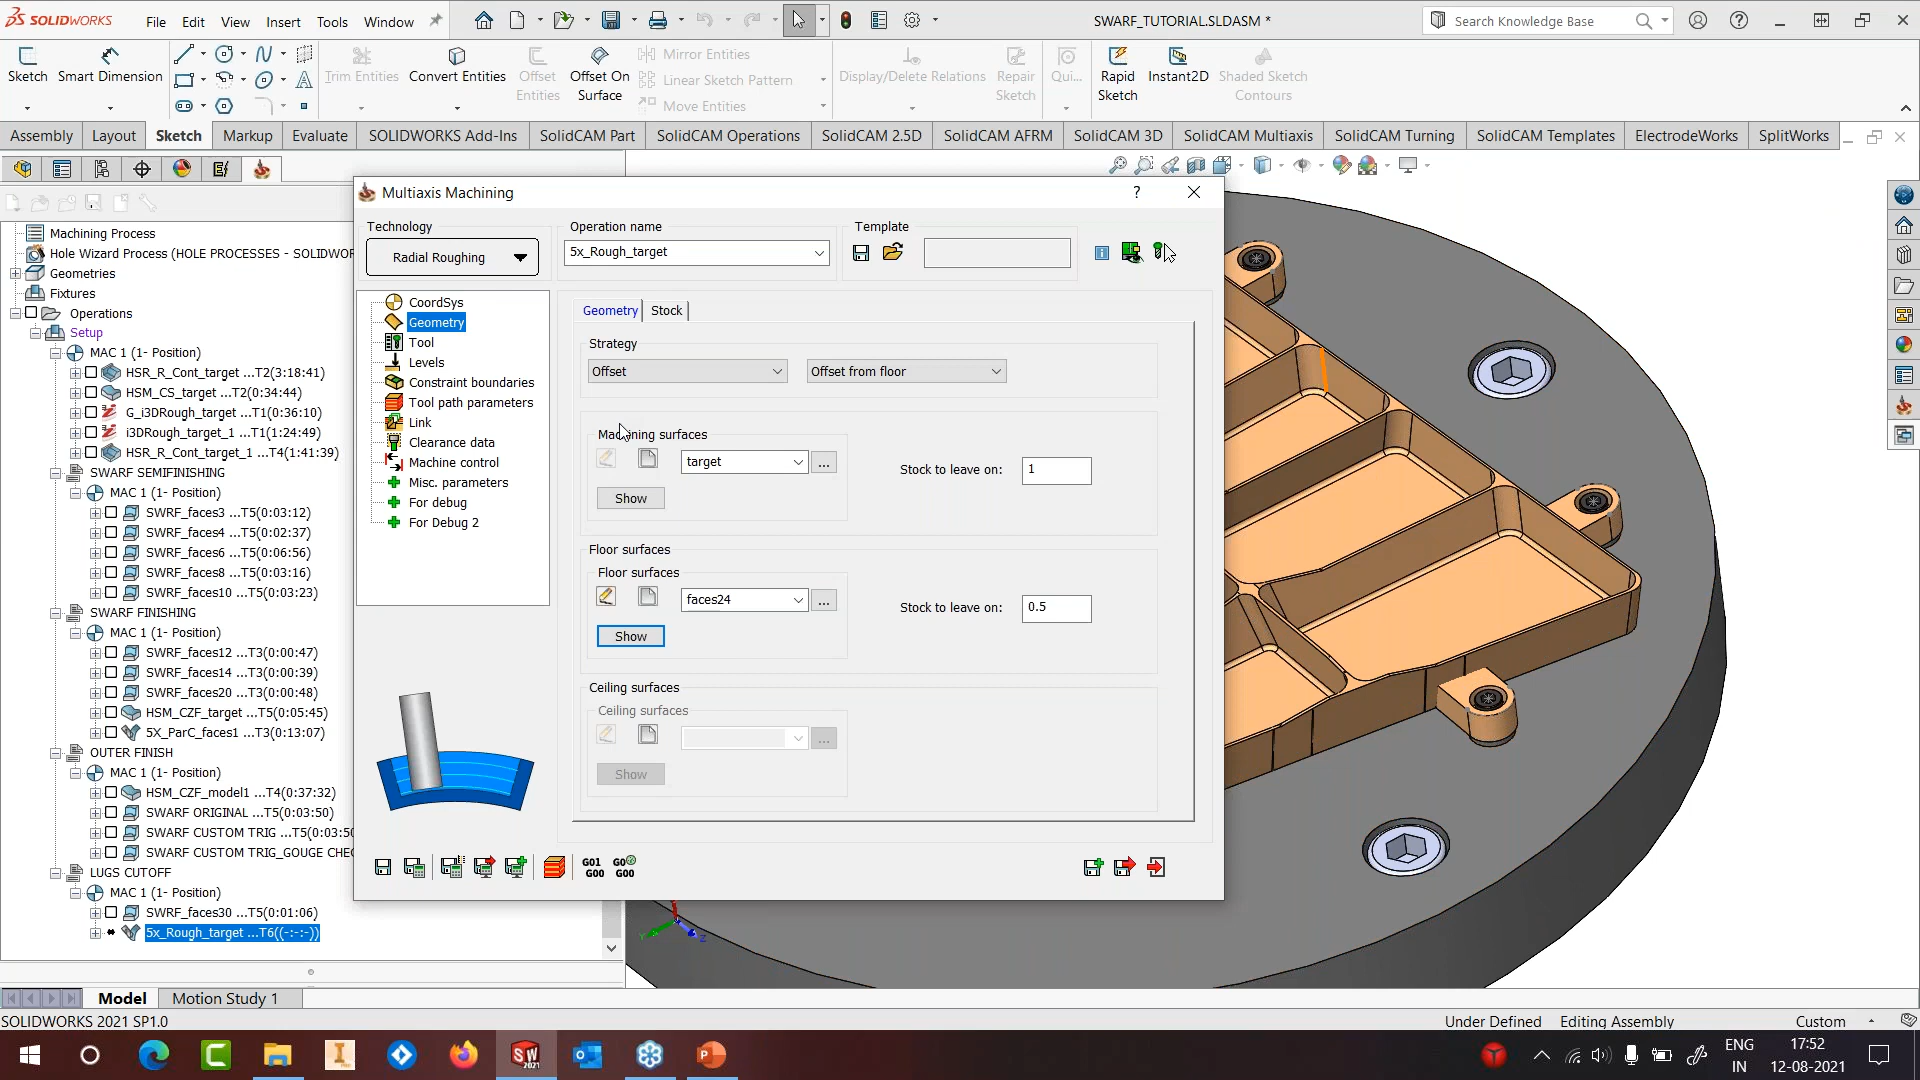 SOLIDWORKS File Edit View Insert Tools Window SWARF_TUTORIAL.SLDASM * Search Knowledge Base
Sketch Smart Dimension Trim Entities Convert Entities Offset Entities Offset On Surface Mirror Entities Linear Sketch Pattern Move Entities Display/Delete Relations Repair Sketch Qui... Rapid Sketch Instant2D Shaded Sketch Contours
Assembly Layout Sketch Markup Evaluate SOLIDWORKS Add-Ins SolidCAM Part SolidCAM Operations SolidCAM 2.5D SolidCAM AFRM SolidCAM 3D SolidCAM Multiaxis SolidCAM Turning SolidCAM Templates ElectrodeWorks SplitWorks
Machining Process
Hole Wizard Process (HOLE PROCESSES - SOLIDWOR
Geometries
Fixtures
Operations
Setup
MAC 1 (1- Position)
HSR_R_Cont_target ...T2(3:18:41)
HSM_CS_target ...T2(0:34:44)
G_i3DRough_target ...T1(0:36:10)
i3DRough_target_1 ...T1(1:24:49)
HSR_R_Cont_target_1 ...T4(1:41:39)
SWARF SEMIFINISHING
MAC 1 (1- Position)
SWRF_faces3 ...T5(0:03:12)
SWRF_faces4 ...T5(0:02:37)
SWRF_faces6 ...T5(0:06:56)
SWRF_faces8 ...T5(0:03:16)
SWRF_faces10 ...T5(0:03:23)
SWARF FINISHING
MAC 1 (1- Position)
SWRF_faces12 ...T3(0:00:47)
SWRF_faces14 ...T3(0:00:39)
SWRF_faces20 ...T3(0:00:48)
HSM_CZF_target ...T5(0:05:45)
5X_ParC_faces1 ...T3(0:13:07)
OUTER FINISH
MAC 1 (1- Position)
HSM_CZF_model1 ...T4(0:37:32)
SWARF ORIGINAL ...T5(0:03:50)
SWARF CUSTOM TRIG ...T5(0:03:50
SWARF CUSTOM TRIG_GOUGE CHEC
LUGS CUTOFF
MAC 1 (1- Position)
SWRF_faces30 ...T5(0:01:06)
5x_Rough_target ...T6((-:-:-))
Multiaxis Machining ?
Technology Operation name Template
Radial Roughing 5x_Rough_target
CoordSys
Geometry
Tool
Levels
Constraint boundaries
Tool path parameters
Link
Clearance data
Machine control
Misc. parameters
For debug
For Debug 2
Geometry Stock
Strategy
Offset Offset from floor
Machining surfaces
target ... Stock to leave on: 1
Show
Floor surfaces
Floor surfaces
faces24 ... Stock to leave on: 0.5
Show
Ceiling surfaces
Ceiling surfaces
...
Show
G01 G00 G0 G00
Y Z
Model Motion Study 1
SOLIDWORKS 2021 SP1.0 Under Defined Editing Assembly Custom
SW 2021 ENG IN 17:52 12-08-2021